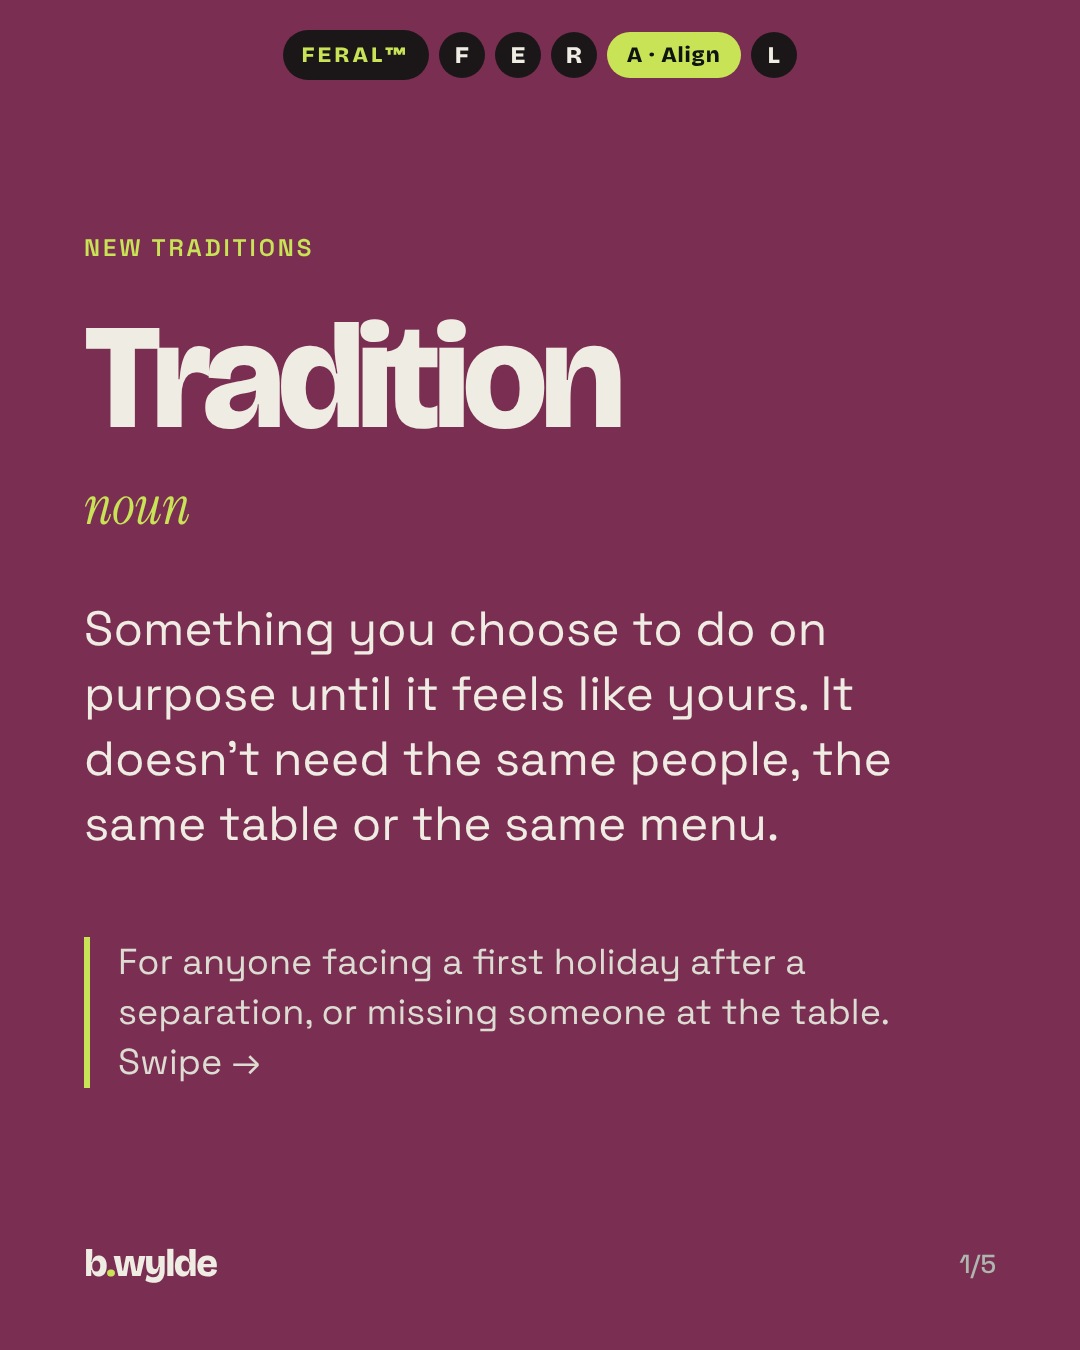 FERAL™ F E R A · Align L
NEW TRADITIONS
Tradition
noun
Something you choose to do on
purpose until it feels like yours. It
doesn’t need the same people, the
same table or the same menu.
For anyone facing a first holiday after a
separation, or missing someone at the table.
Swipe →
b.wylde
1/5